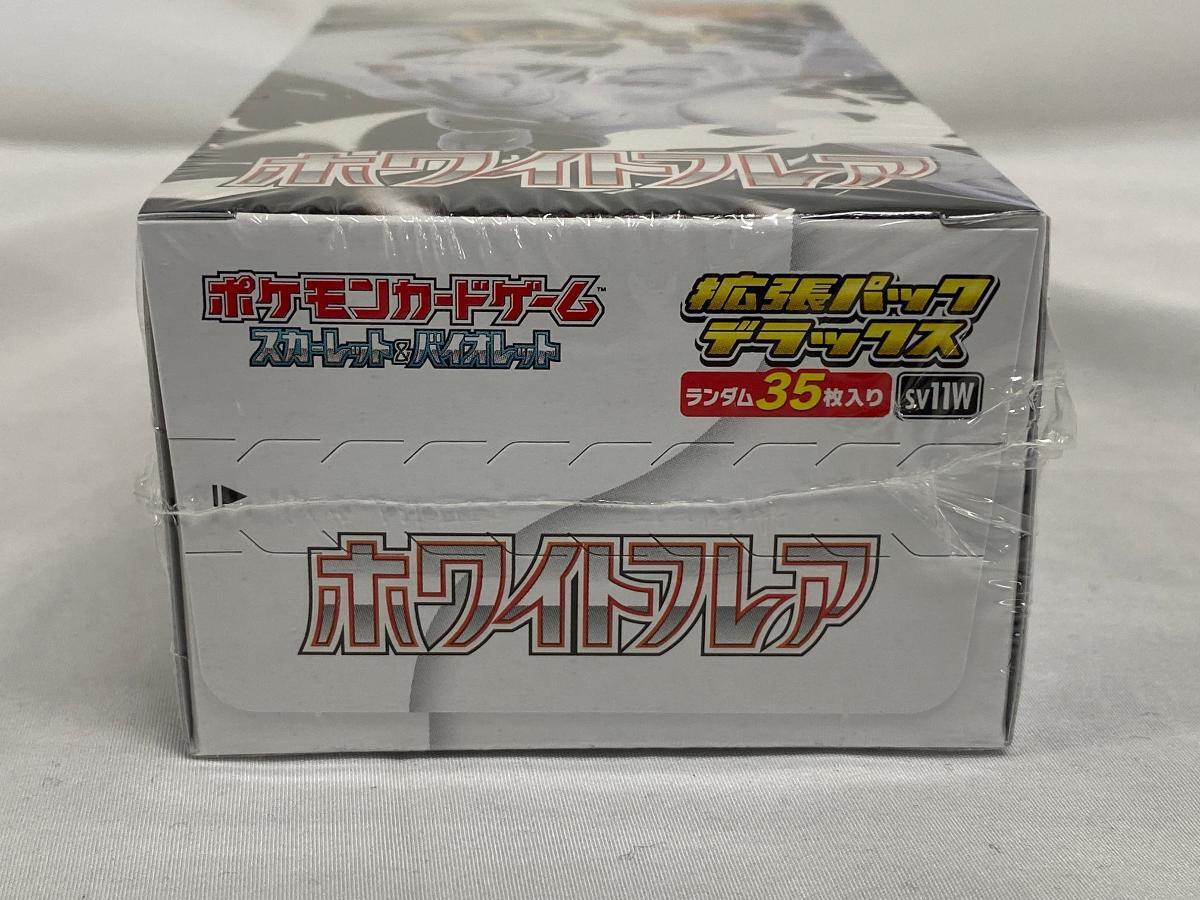 ホワイトフレア
ポケモンカードゲーム™
スカーレット&バイオレット
拡張パック
デラックス
ランダム35枚入り
sv11W
ホワイトフレア